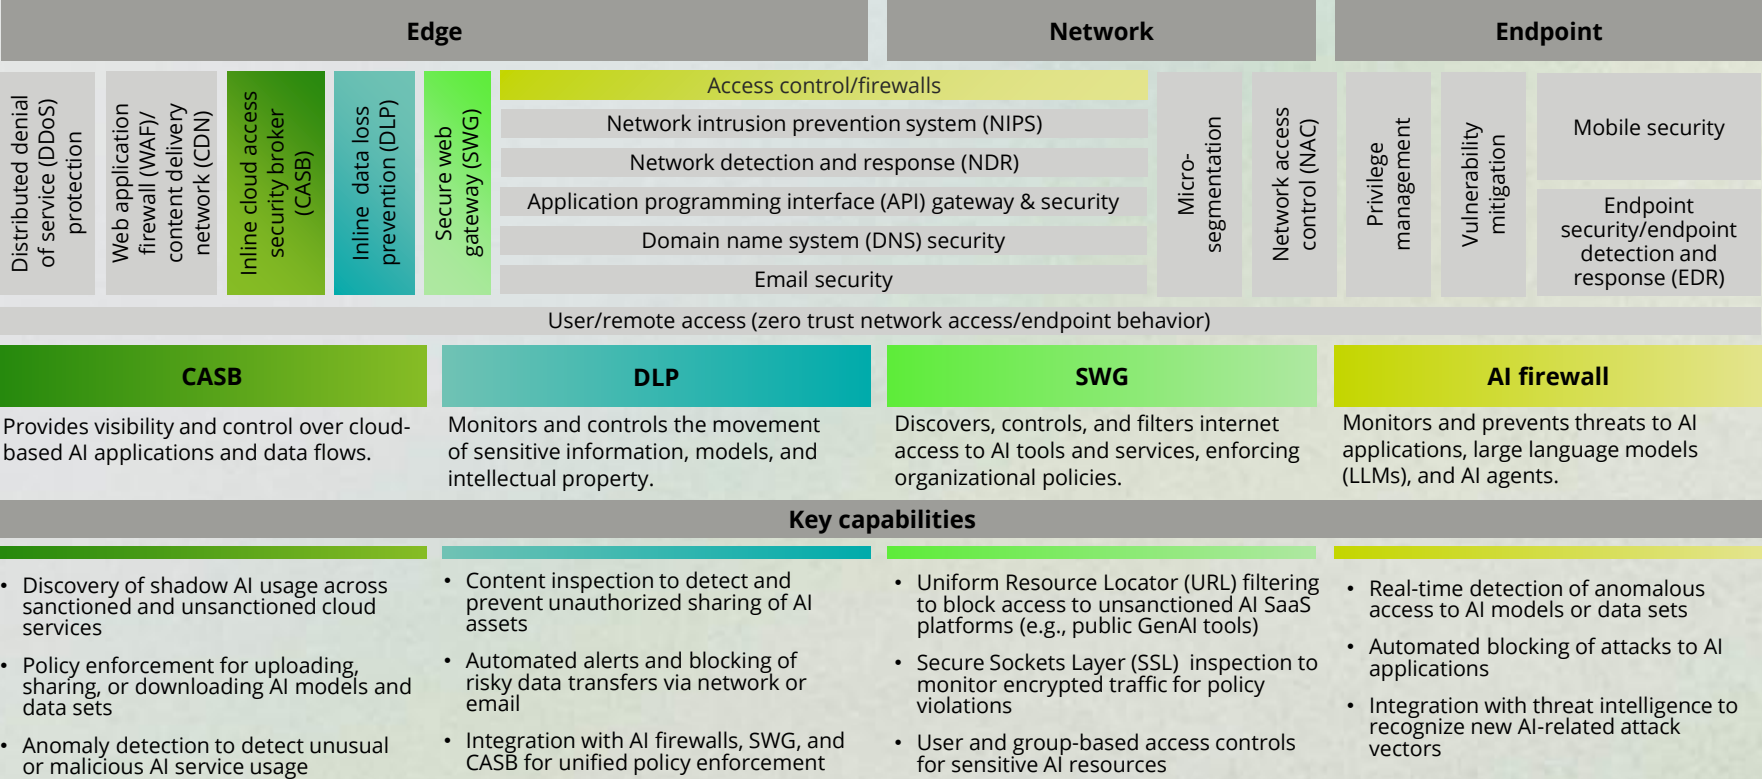 Edge
Network
Endpoint
Distributed denial
of service (DDoS)
protection
Web application
firewall (WAF)/
content delivery
network (CDN)
Inline cloud access
security broker
(CASB)
Inline data loss
prevention (DLP)
Secure web
gateway (SWG)
Access control/firewalls
Network intrusion prevention system (NIPS)
Network detection and response (NDR)
Application programming interface (API) gateway & security
Domain name system (DNS) security
Email security
Micro-
segmentation
Network access
control (NAC)
Privilege
management
Vulnerability
mitigation
Mobile security
Endpoint
security/endpoint
detection and
response (EDR)
User/remote access (zero trust network access/endpoint behavior)
CASB
Provides visibility and control over cloud-
based AI applications and data flows.
DLP
Monitors and controls the movement
of sensitive information, models, and
intellectual property.
SWG
Discovers, controls, and filters internet
access to AI tools and services, enforcing
organizational policies.
AI firewall
Monitors and prevents threats to AI
applications, large language models
(LLMs), and AI agents.
Key capabilities
• Discovery of shadow AI usage across
sanctioned and unsanctioned cloud
services
• Policy enforcement for uploading,
sharing, or downloading AI models and
data sets
• Anomaly detection to detect unusual
or malicious AI service usage
• Content inspection to detect and
prevent unauthorized sharing of AI
assets
• Automated alerts and blocking of
risky data transfers via network or
email
• Integration with AI firewalls, SWG, and
CASB for unified policy enforcement
• Uniform Resource Locator (URL) filtering
to block access to unsanctioned AI SaaS
platforms (e.g., public GenAI tools)
• Secure Sockets Layer (SSL) inspection to
monitor encrypted traffic for policy
violations
• User and group-based access controls
for sensitive AI resources
• Real-time detection of anomalous
access to AI models or data sets
• Automated blocking of attacks to AI
applications
• Integration with threat intelligence to
recognize new AI-related attack
vectors